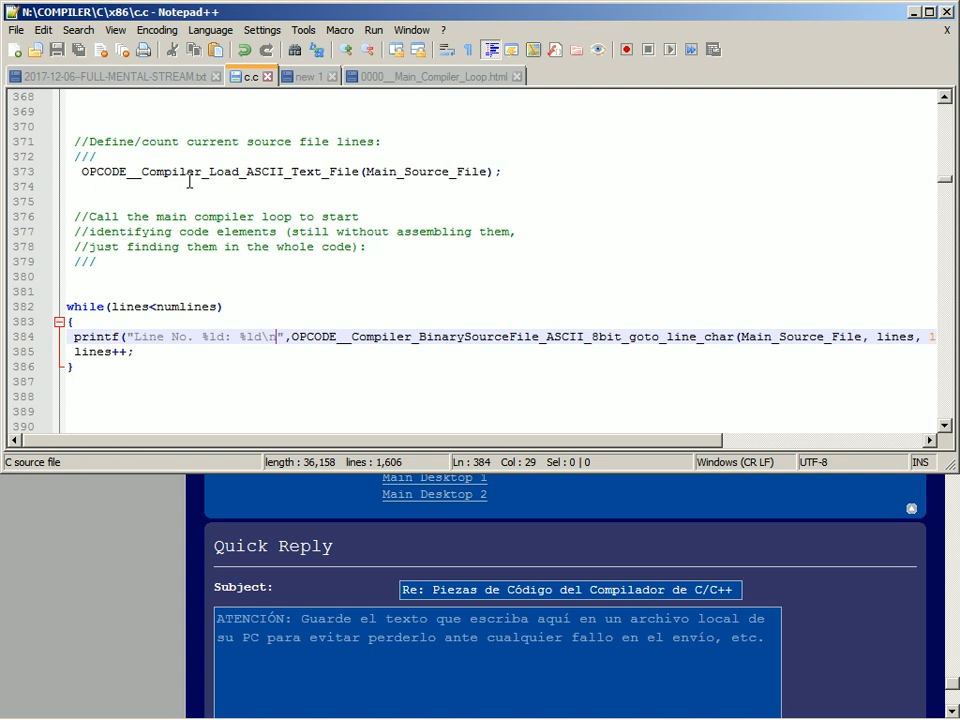 N:\COMPILER\C\x86\c.c - Notepad++
File Edit Search View Encoding Language Settings Tools Macro Run Window ? X
2017-12-06--FULL-MENTAL-STREAM.txt c.c new 1 0000__Main_Compiler_Loop.html
368
369
370
371 //Define/count current source file lines:
372 ///
373 OPCODE__Compiler_Load_ASCII_Text_File(Main_Source_File);
374
375
376 //Call the main compiler loop to start
377 //identifying code elements (still without assembling them,
378 //just finding them in the whole code):
379 ///
380
381
382 while(lines<numlines)
383 {
384 printf("Line No. %ld: %ld\n",OPCODE__Compiler_BinarySourceFile_ASCII_8bit_goto_line_char(Main_Source_File, lines, 1
385 lines++;
386 }
387
388
389
390
C source file length : 36,158 lines : 1,606 Ln : 384 Col : 29 Sel : 0 | 0 Windows (CR LF) UTF-8 INS
Main Desktop 1
Main Desktop 2
Quick Reply
Subject: Re: Piezas de Código del Compilador de C/C++
ATENCIÓN: Guarde el texto que escriba aquí en un archivo local de
su PC para evitar perderlo ante cualquier fallo en el envío, etc.